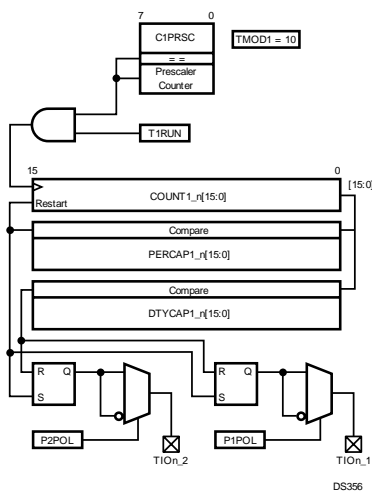 7 0
C1PRSC
TMOD1 = 10
= =
Prescaler
Counter
T1RUN
15 0
[15:0]
Restart
COUNT1_n[15:0]
Compare
PERCAP1_n[15:0]
Compare
DTYCAP1_n[15:0]
R Q R Q
S S
P2POL P1POL
TIOn_2 TIOn_1
DS356